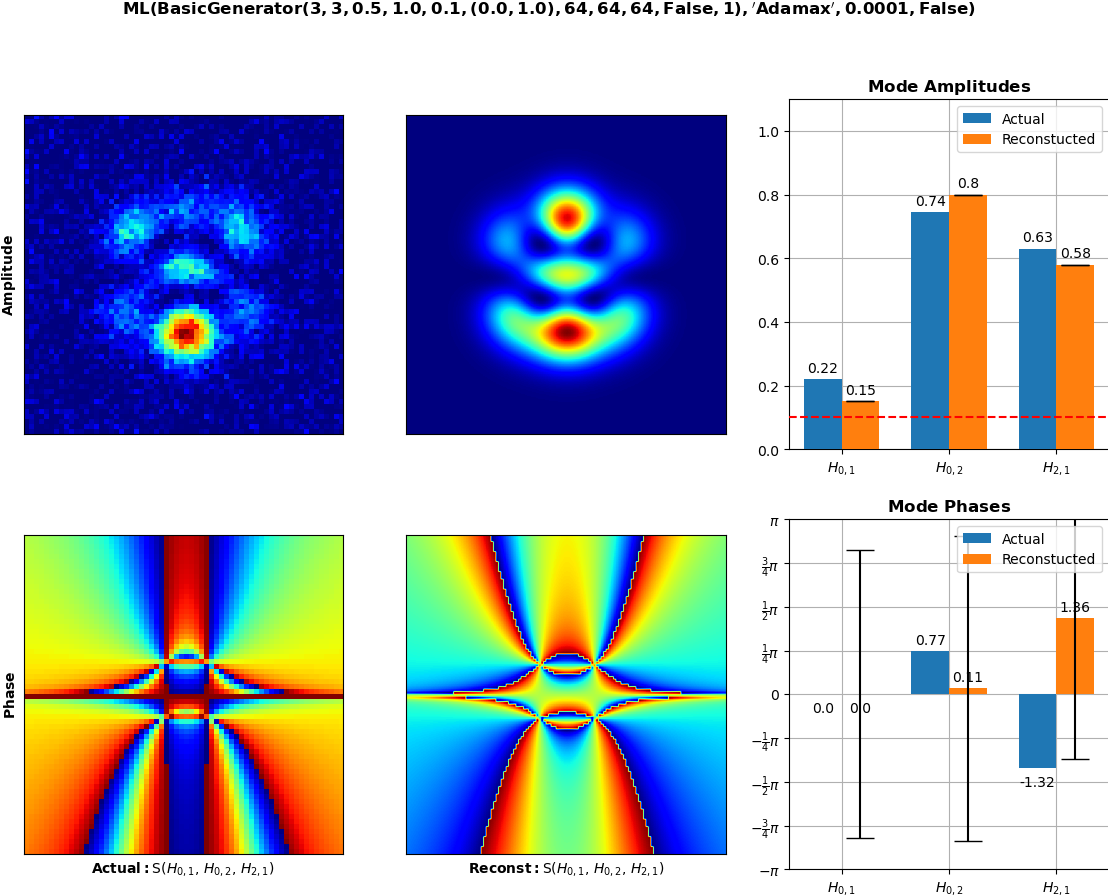 ML(BasicGenerator(3, 3, 0.5, 1.0, 0.1, (0.0, 1.0), 64, 64, 64, False, 1), 'Adamax', 0.0001, False)
Amplitude
Mode Amplitudes
Actual
Reconstucted
1.0
0.8
0.6
0.4
0.2
0.0
0.22
0.15
0.74
0.8
0.63
0.58
H0,1
H0,2
H2,1
Phase
Actual: S(H0,1, H0,2, H2,1)
Reconst: S(H0,1, H0,2, H2,1)
Mode Phases
Actual
Reconstucted
π
3/4π
1/2π
1/4π
0
−1/4π
−1/2π
−3/4π
−π
0.0
0.0
0.77
0.11
-1.32
1.36
H0,1
H0,2
H2,1